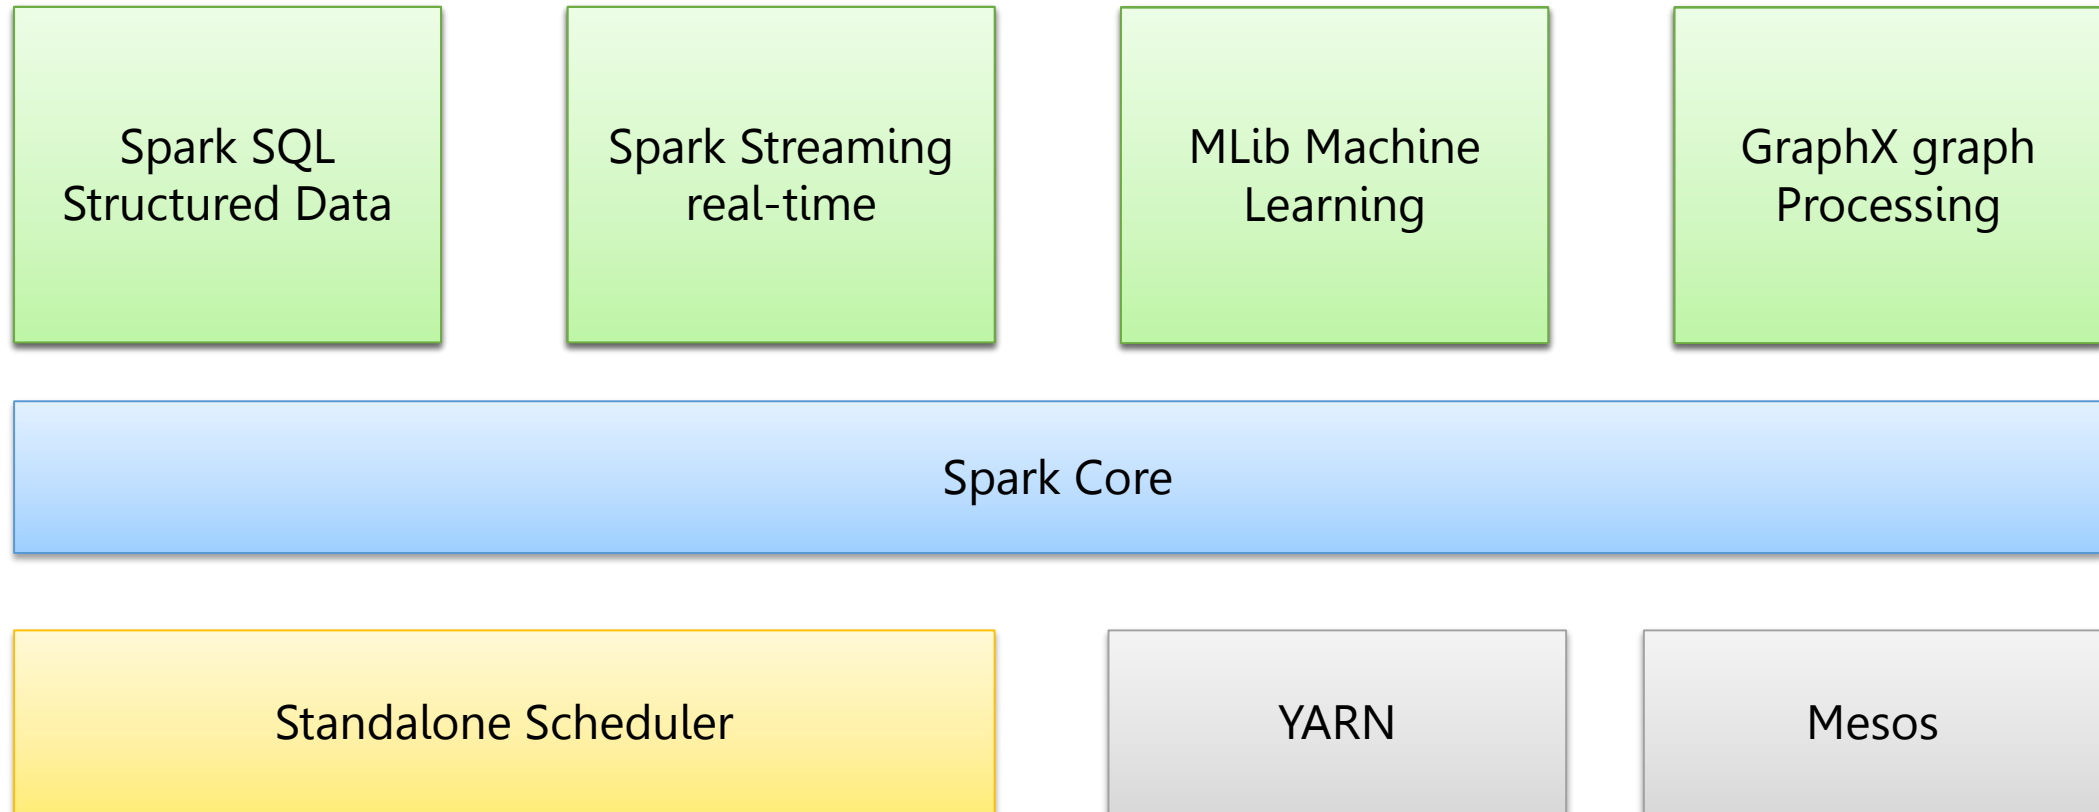 Spark SQL
Structured Data
Spark Streaming
real-time
MLib Machine
Learning
GraphX graph
Processing
Spark Core
Standalone Scheduler
YARN
Mesos